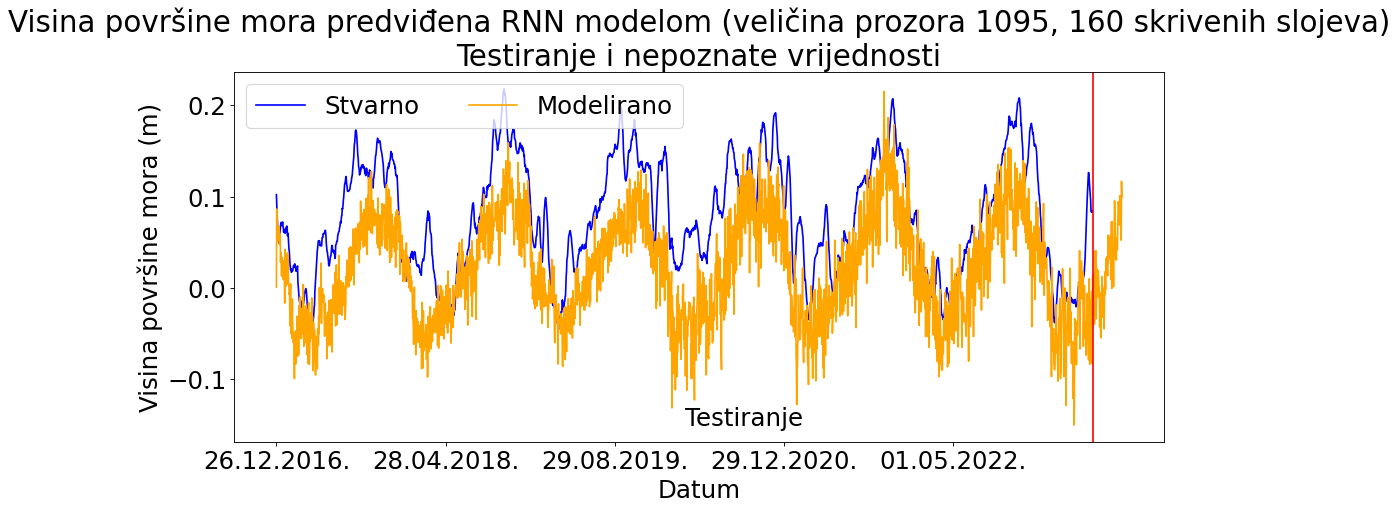 Visina površine mora predviđena RNN modelom (veličina prozora 1095, 160 skrivenih slojeva)
Testiranje i nepoznate vrijednosti
Stvarno
Modelirano
Visina površine mora (m)
0.2
0.1
0.0
−0.1
Testiranje
26.12.2016.
28.04.2018.
29.08.2019.
29.12.2020.
01.05.2022.
Datum